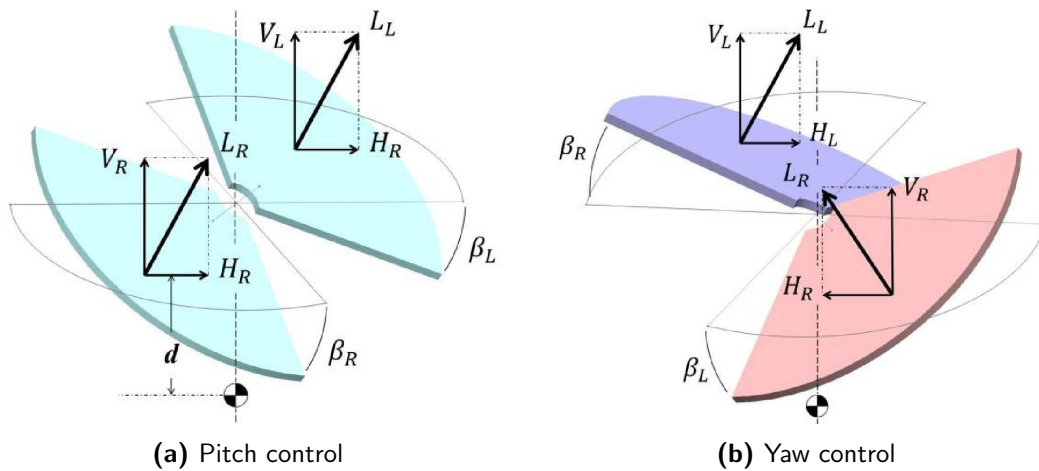 V_L
L_L
H_R
V_R
L_R
H_R
β_L
β_R
d
(a) Pitch control
V_L
L_L
H_L
β_R
L_R
V_R
H_R
β_L
(b) Yaw control